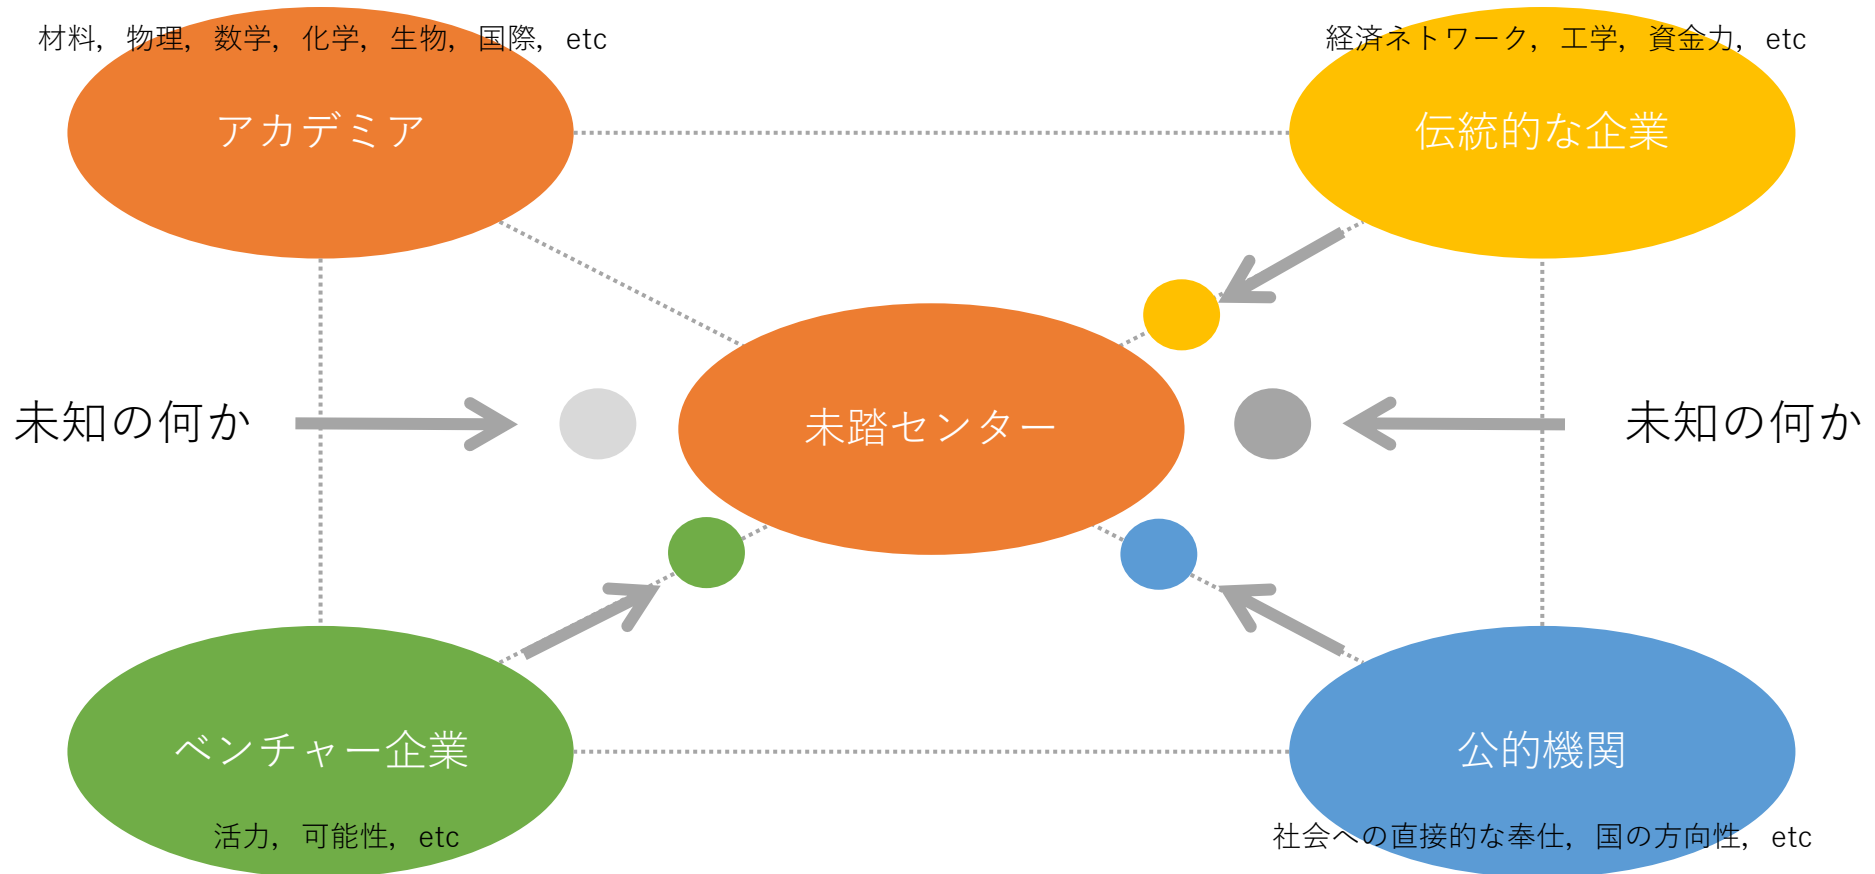 材料，物理，数学，化学，生物，国際，etc
経済ネトワーク，工学，資金力，etc
アカデミア
伝統的な企業
未知の何か
未踏センター
未知の何か
ベンチャー企業
公的機関
活力，可能性，etc
社会への直接的な奉仕，国の方向性，etc